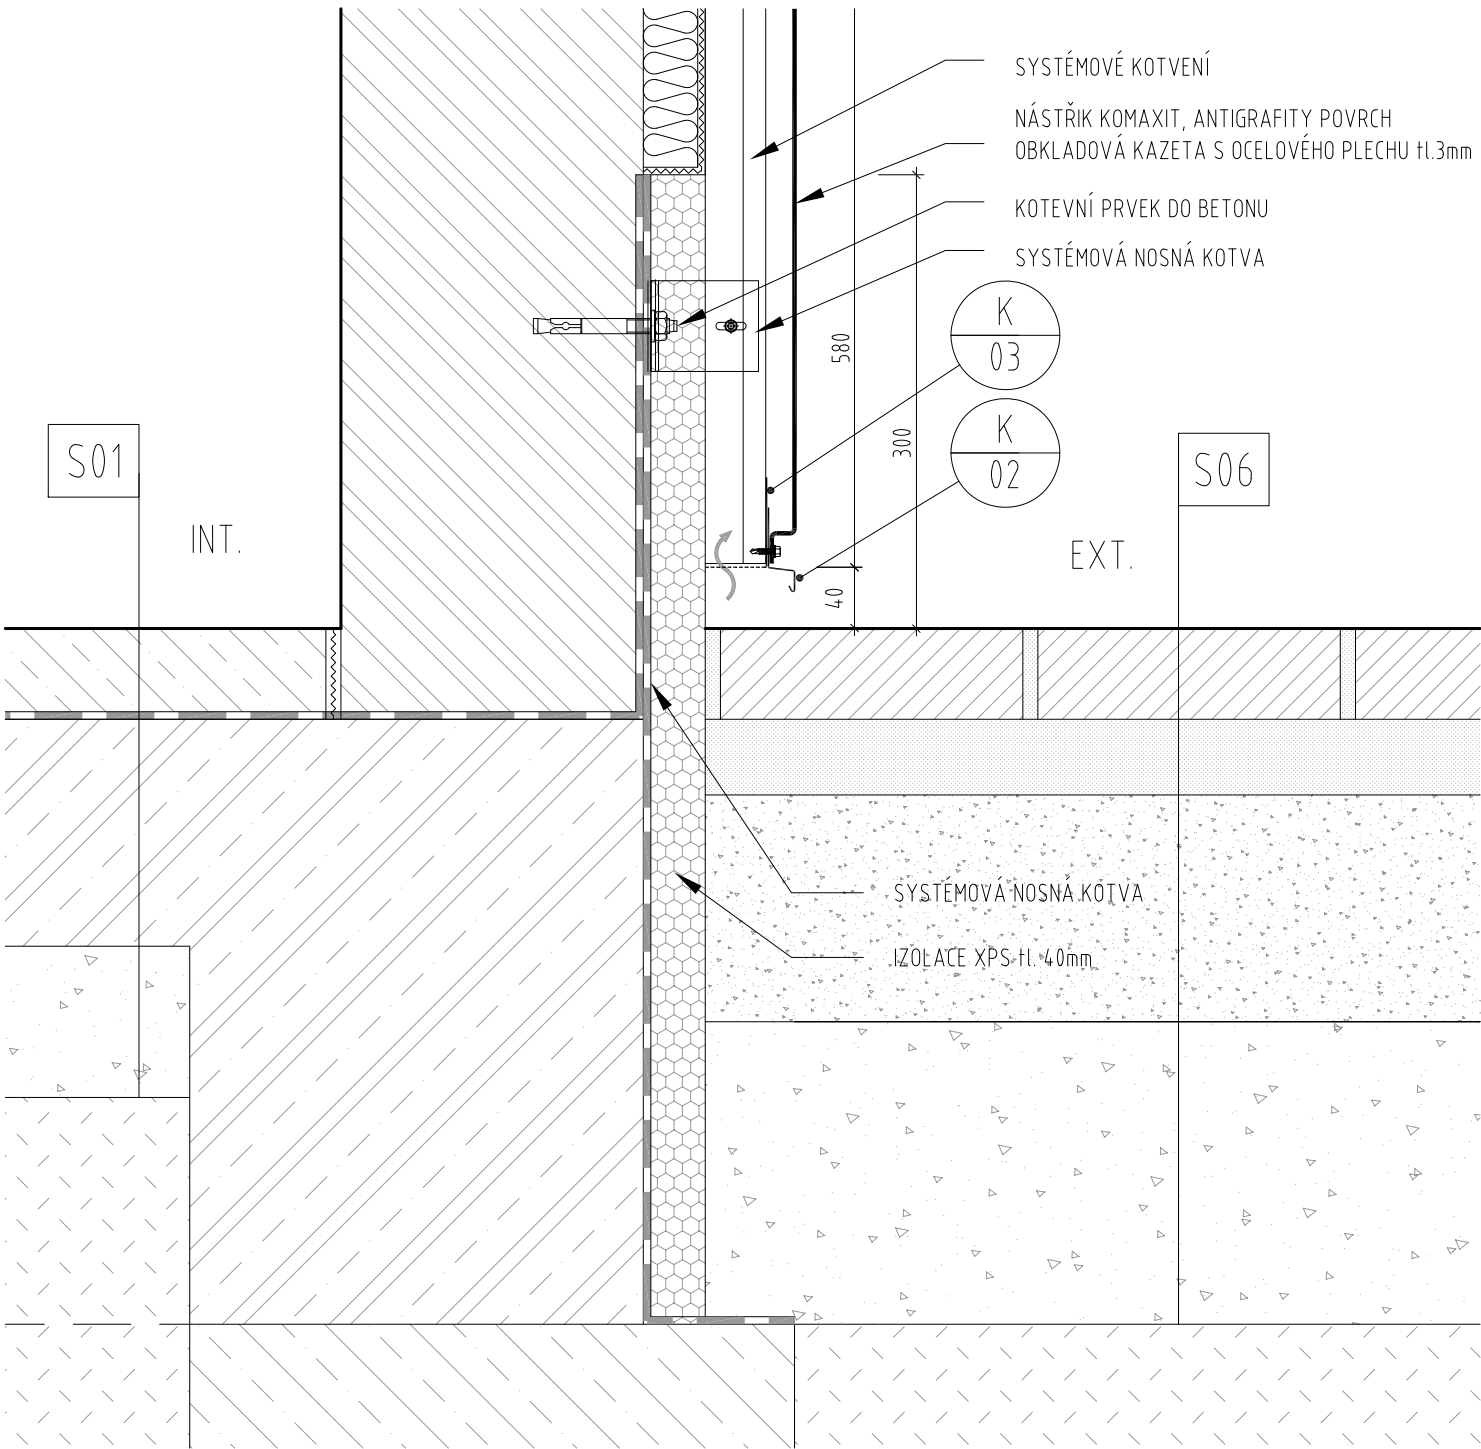 SYSTÉMOVÉ KOTVENÍ
NÁSTŘIK KOMAXIT, ANTIGRAFITY POVRCH
OBKLADOVÁ KAZETA S OCELOVÉHO PLECHU tl.3mm
KOTEVNÍ PRVEK DO BETONU
SYSTÉMOVÁ NOSNÁ KOTVA
K
03
580
K
02
300
S01
S06
INT.
EXT.
40
SYSTÉMOVÁ NOSNÁ KOTVA
IZOLACE XPS tl. 40mm